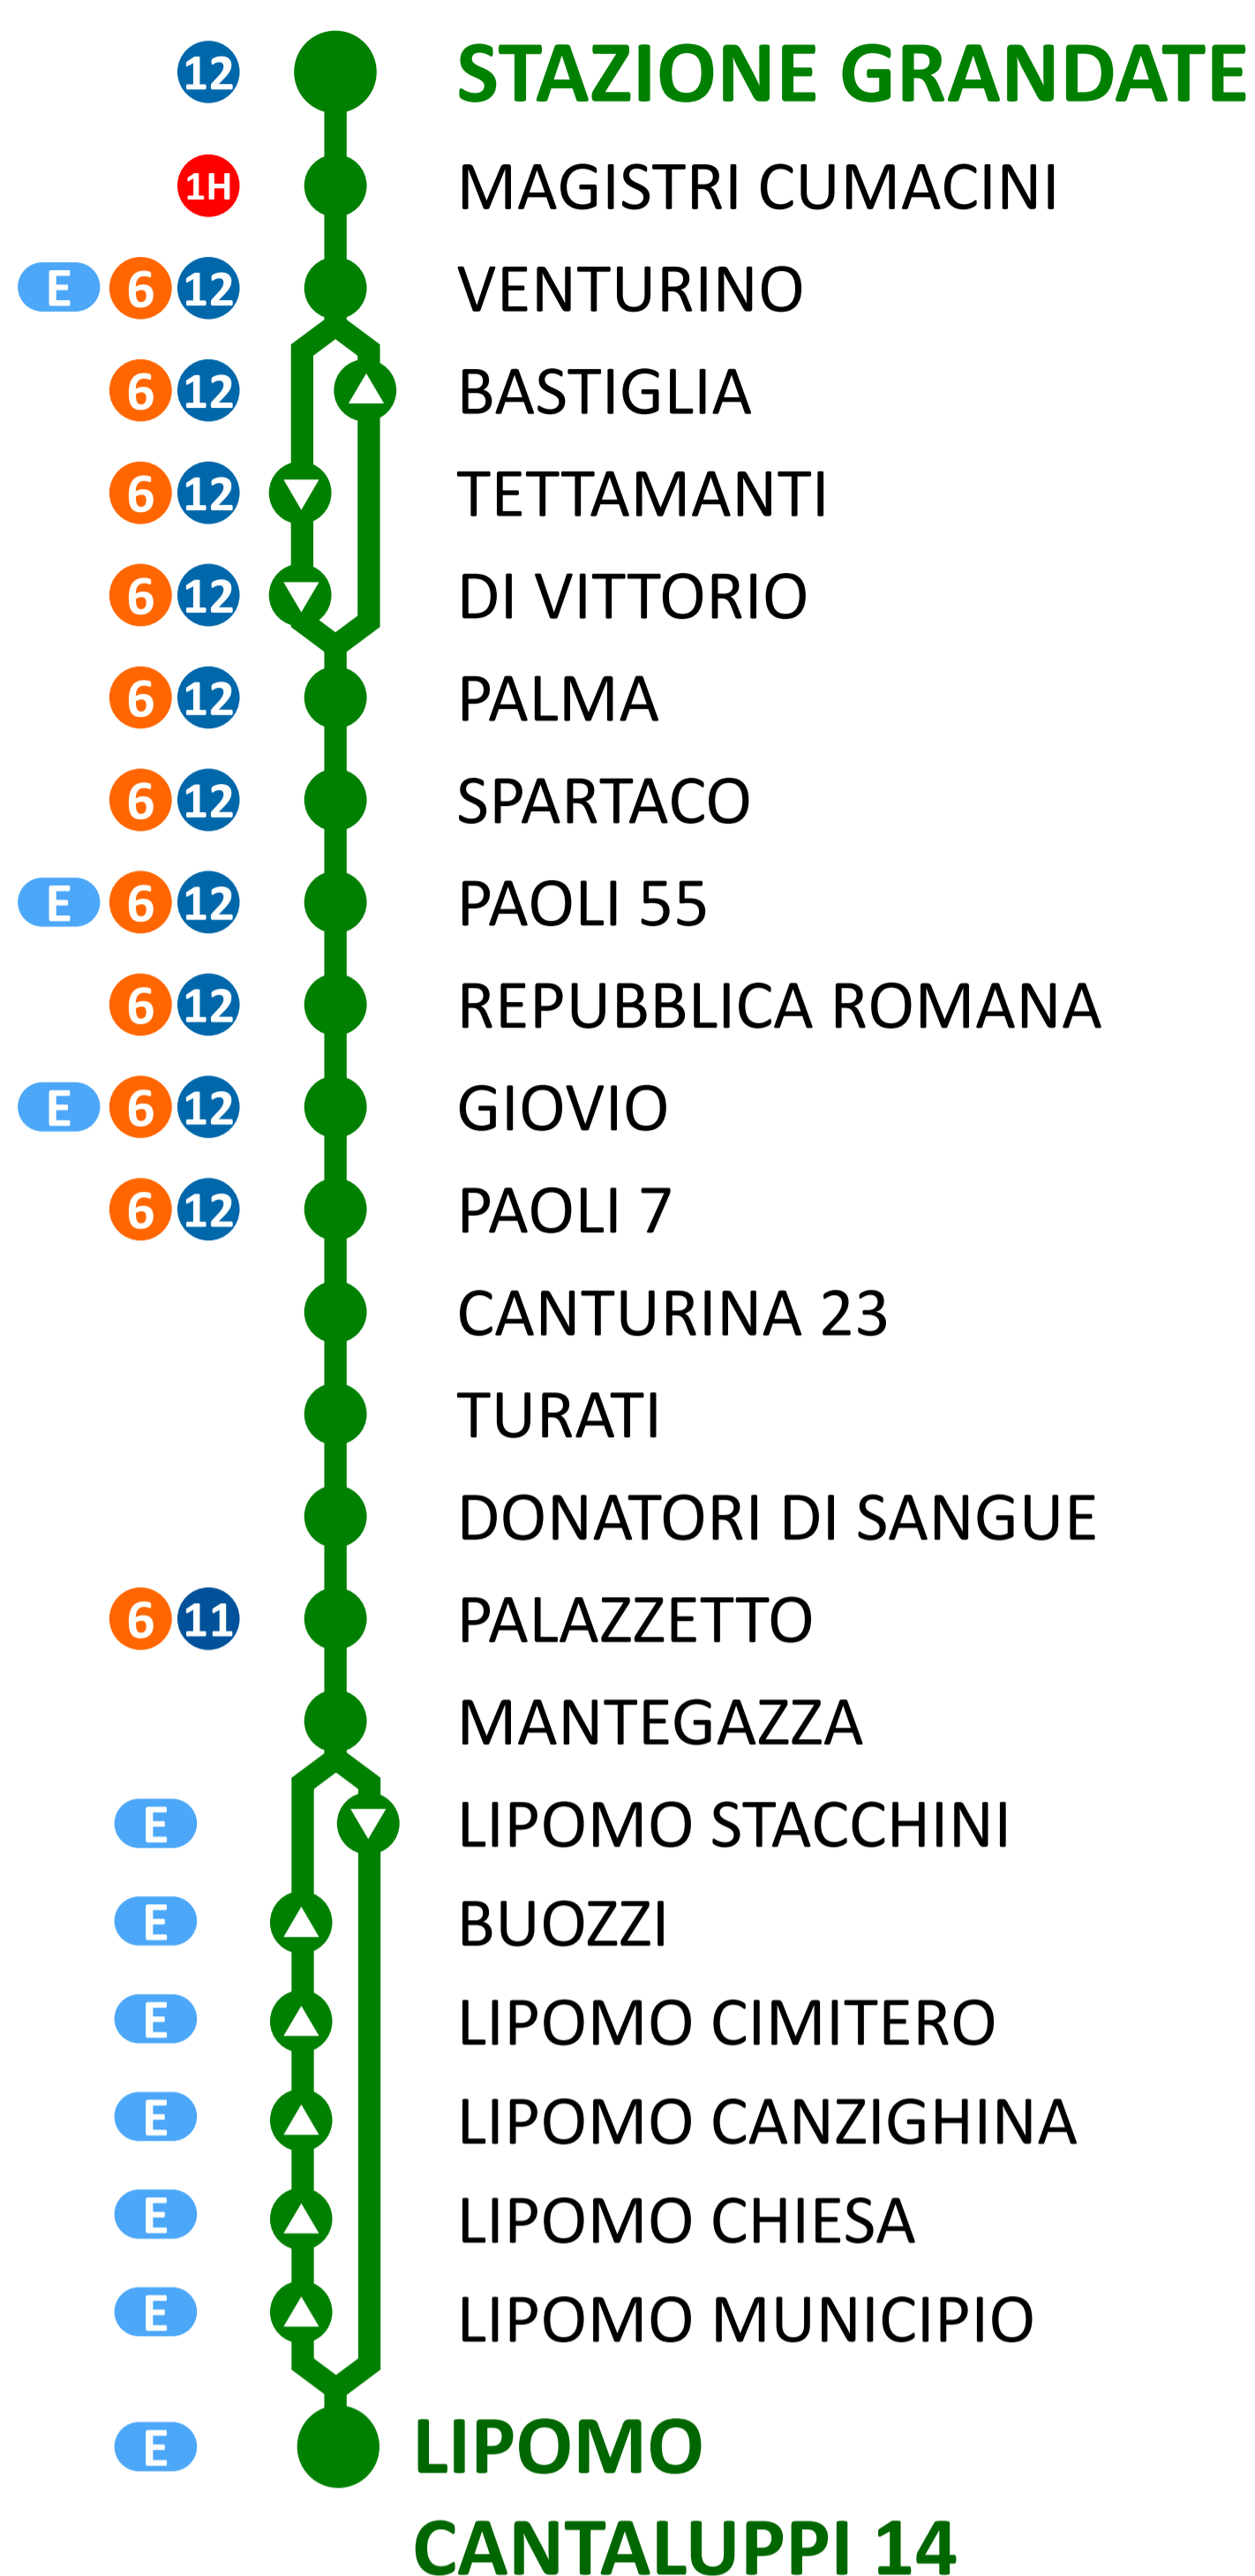 12 STAZIONE GRANDATE
1H MAGISTRI CUMACINI
E 6 12 VENTURINO
6 12 BASTIGLIA
6 12 TETTAMANTI
6 12 DI VITTORIO
6 12 PALMA
6 12 SPARTACO
E 6 12 PAOLI 55
6 12 REPUBBLICA ROMANA
E 6 12 GIOVIO
6 12 PAOLI 7
CANTURINA 23
TURATI
DONATORI DI SANGUE
6 11 PALAZZETTO
MANTEGAZZA
E LIPOMO STACCHINI
E BUOZZI
E LIPOMO CIMITERO
E LIPOMO CANZIGHINA
E LIPOMO CHIESA
E LIPOMO MUNICIPIO
E LIPOMO
CANTALUPPI 14